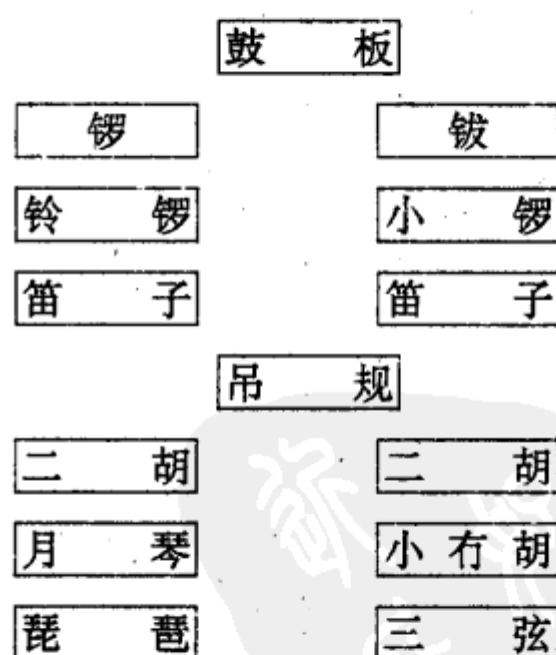 鼓 板
锣 钹
铃 锣 小 锣
笛 子 笛 子
吊 规
二 胡 二 胡
月 琴 小 冇 胡
琵 琶 三 弦